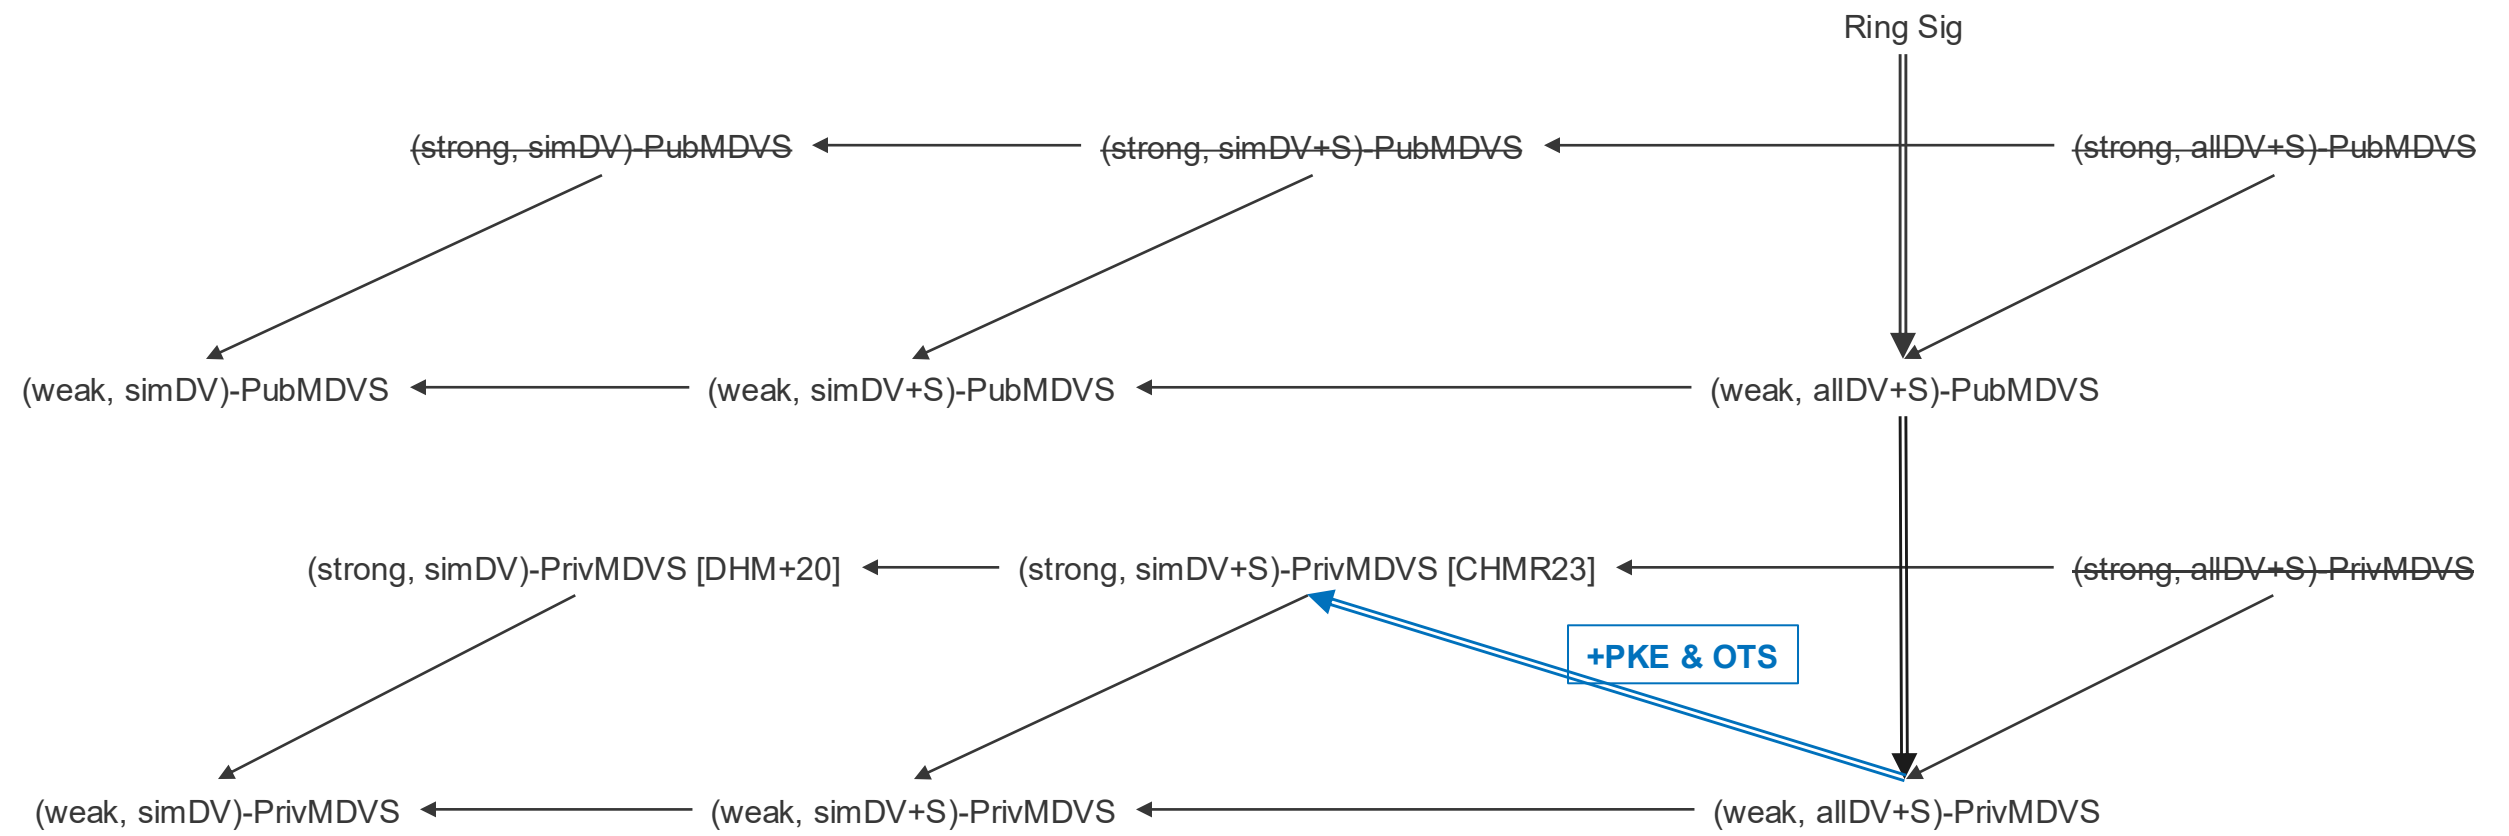 Ring Sig
(strong, simDV)-PubMDVS
(strong, simDV+S)-PubMDVS
(strong, allDV+S)-PubMDVS
(weak, simDV)-PubMDVS
(weak, simDV+S)-PubMDVS
(weak, allDV+S)-PubMDVS
(strong, simDV)-PrivMDVS [DHM+20]
(strong, simDV+S)-PrivMDVS [CHMR23]
(strong, allDV+S)-PrivMDVS
+PKE & OTS
(weak, simDV)-PrivMDVS
(weak, simDV+S)-PrivMDVS
(weak, allDV+S)-PrivMDVS